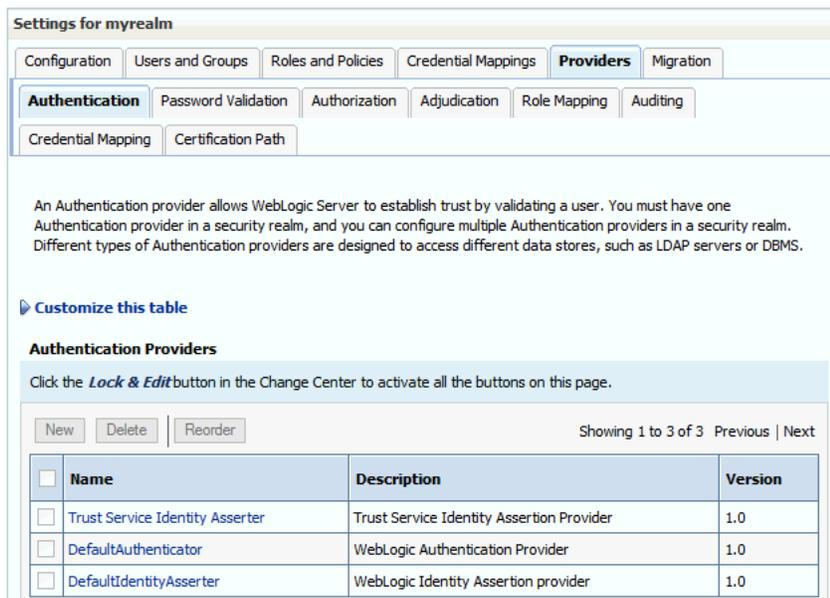 Settings for myrealm
Configuration Users and Groups Roles and Policies Credential Mappings Providers Migration
Authentication Password Validation Authorization Adjudication Role Mapping Auditing
Credential Mapping Certification Path
An Authentication provider allows WebLogic Server to establish trust by validating a user. You must have one
Authentication provider in a security realm, and you can configure multiple Authentication providers in a security realm.
Different types of Authentication providers are designed to access different data stores, such as LDAP servers or DBMS.
Customize this table
Authentication Providers
Click the Lock & Edit button in the Change Center to activate all the buttons on this page.
New Delete Reorder Showing 1 to 3 of 3 Previous | Next
Name Description Version
Trust Service Identity Asserter Trust Service Identity Assertion Provider 1.0
DefaultAuthenticator WebLogic Authentication Provider 1.0
DefaultIdentityAsserter WebLogic Identity Assertion provider 1.0